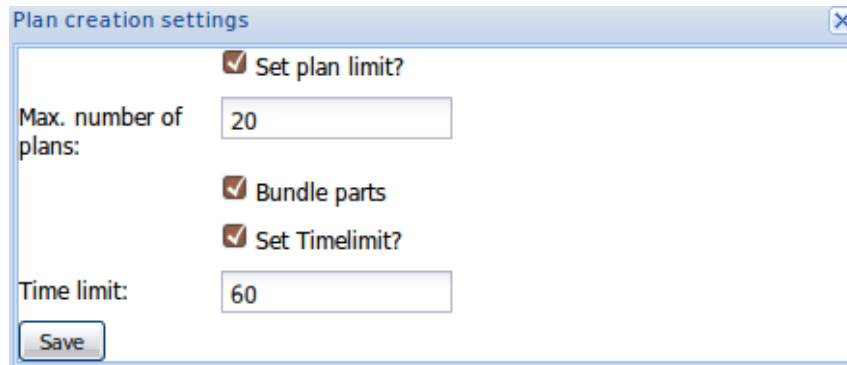 Plan creation settings
Set plan limit?
Max. number of
plans:
20
Bundle parts
Set Timelimit?
Time limit:
60
Save